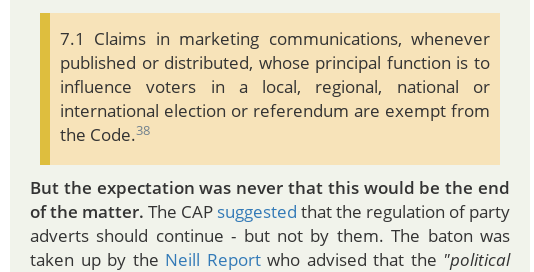 7.1 Claims in marketing communications, whenever
published or distributed, whose principal function is to
influence voters in a local, regional, national or
international election or referendum are exempt from
the Code.38
But the expectation was never that this would be the end
of the matter. The CAP suggested that the regulation of party
adverts should continue - but not by them. The baton was
taken up by the Neill Report who advised that the "political